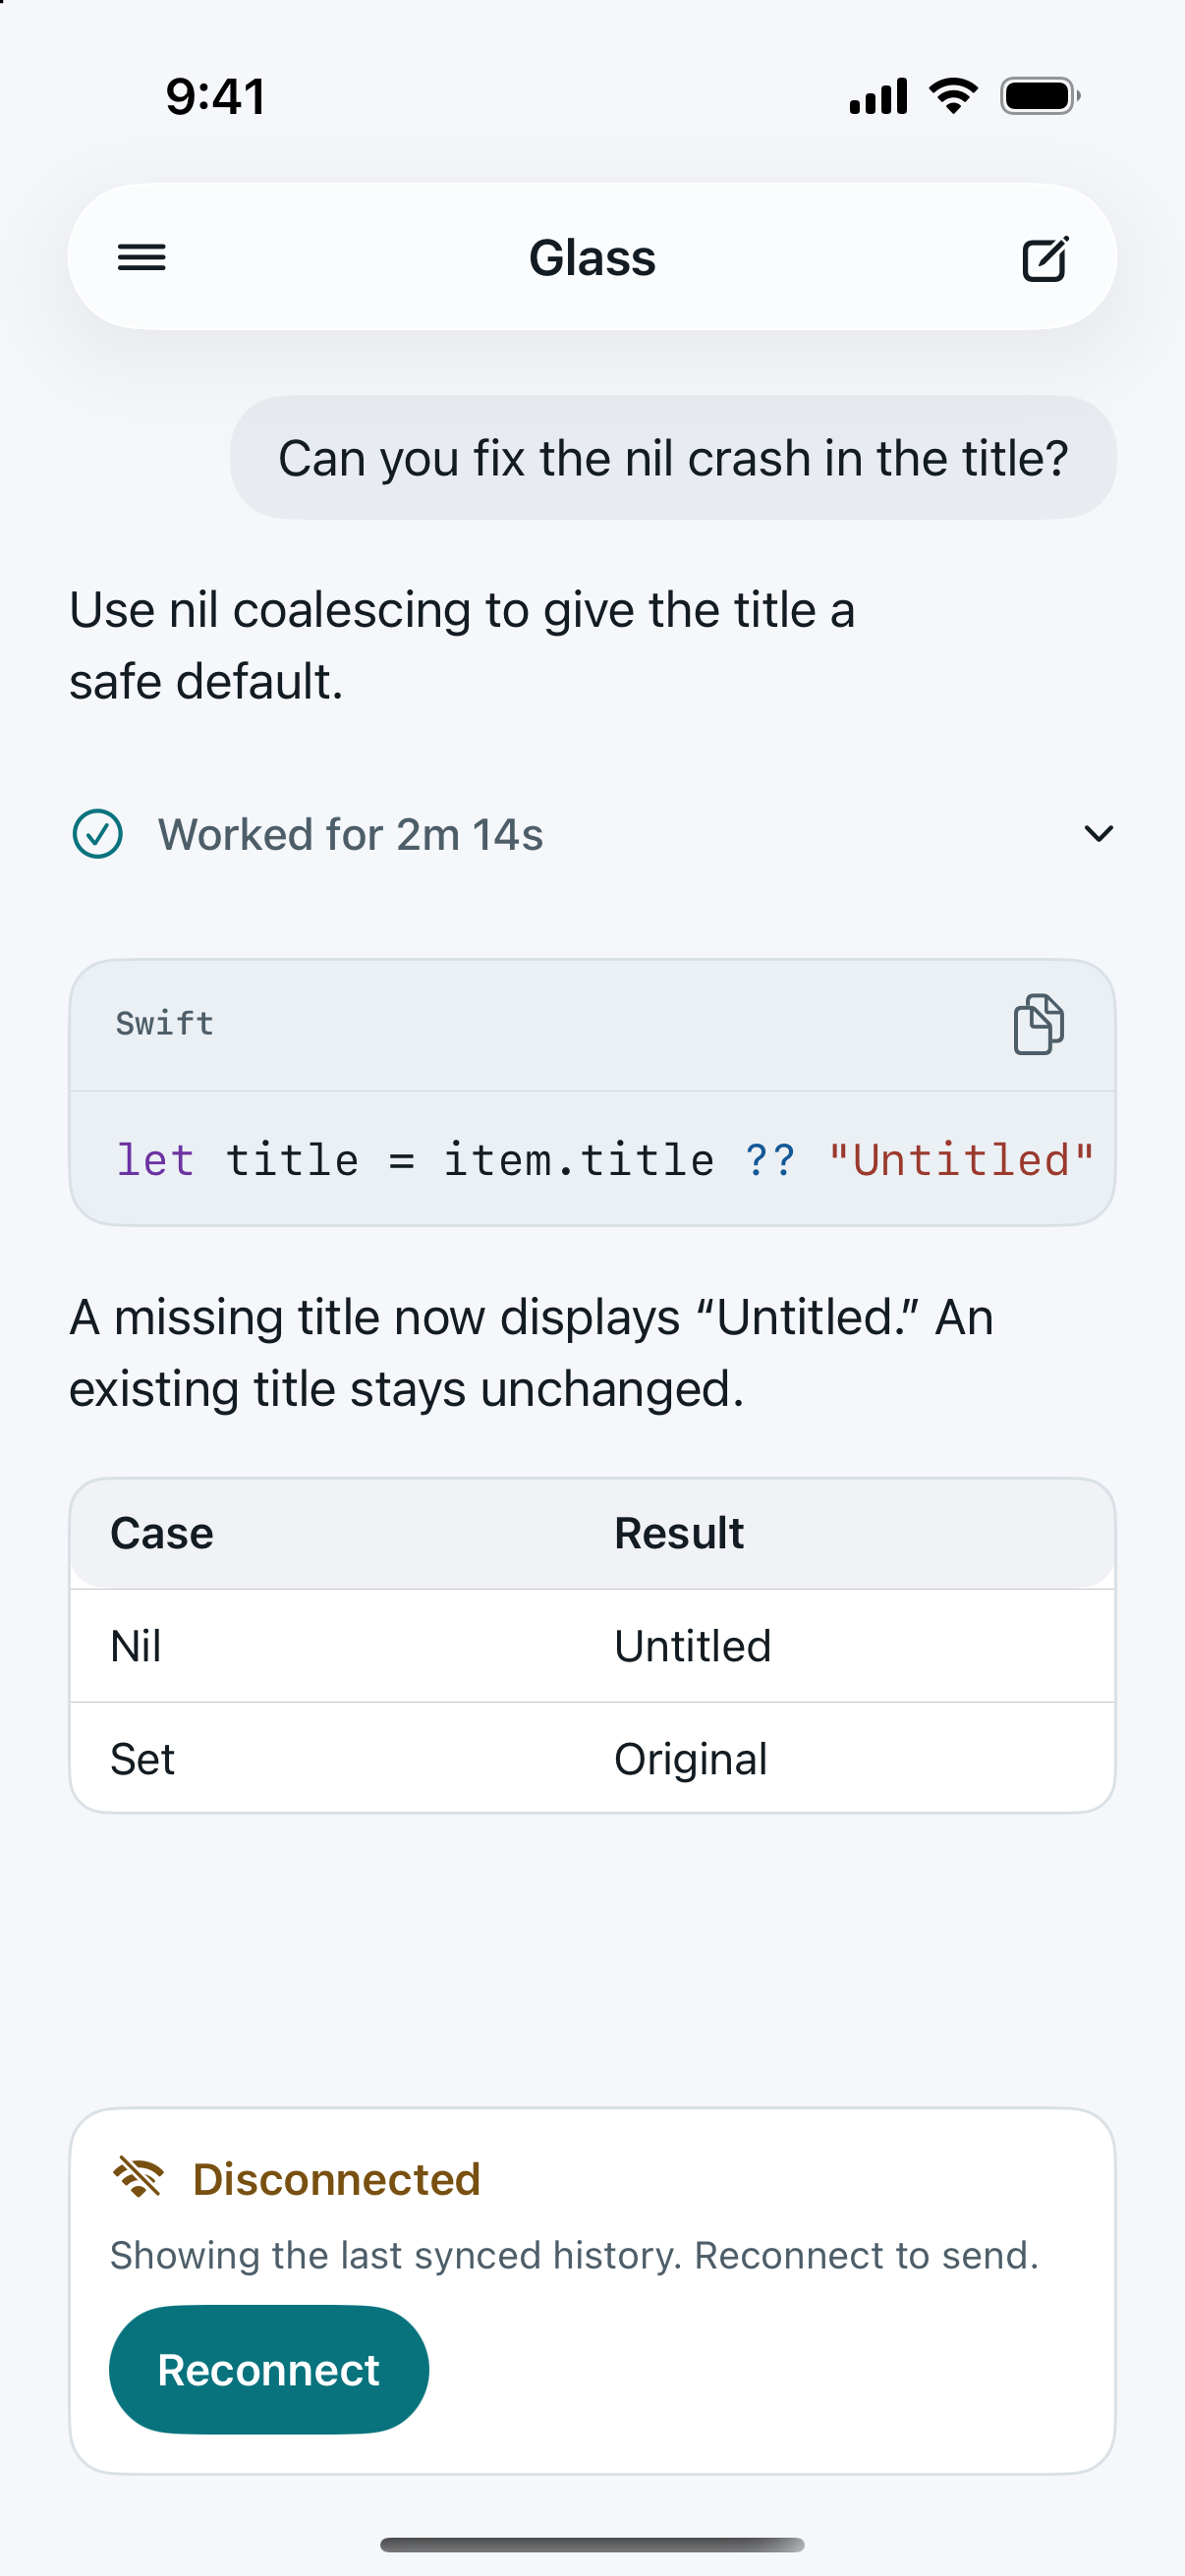 9:41
Glass
Can you fix the nil crash in the title?
Use nil coalescing to give the title a
safe default.
Worked for 2m 14s
Swift
let title = item.title ?? "Untitled"
A missing title now displays “Untitled.” An
existing title stays unchanged.
Case Result
Nil Untitled
Set Original
Disconnected
Showing the last synced history. Reconnect to send.
Reconnect